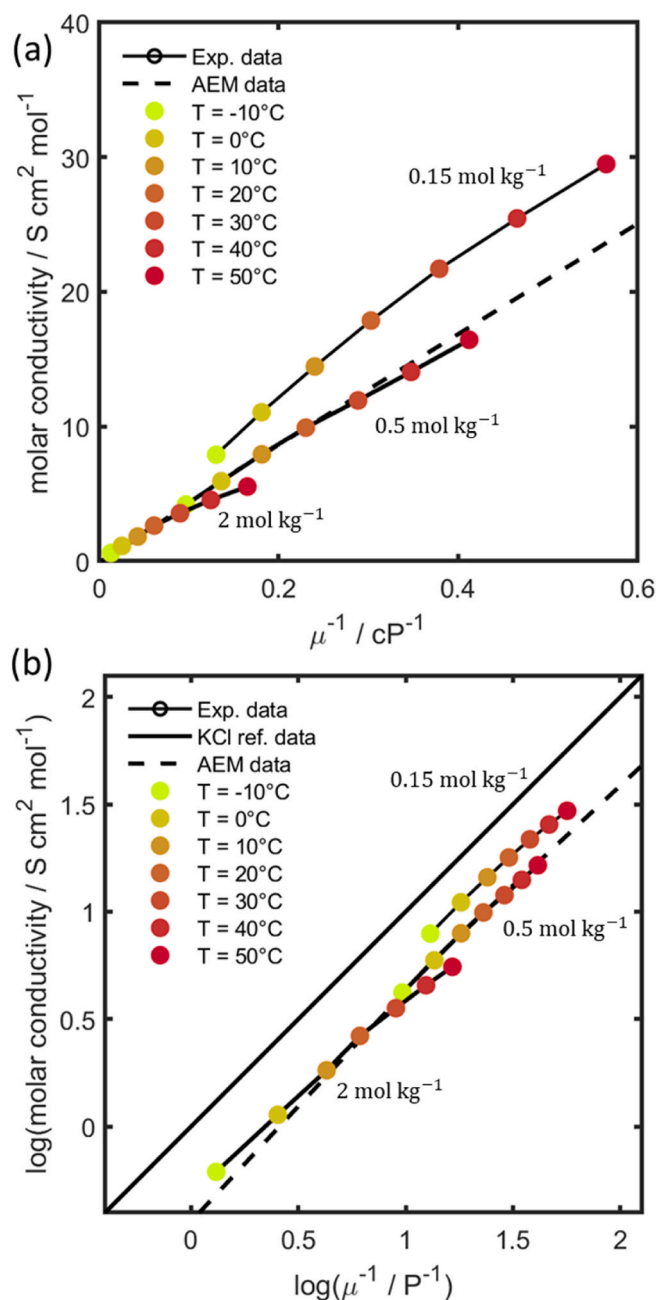 (a)
40
30
20
10
0
molar conductivity / S cm² mol⁻¹
Exp. data
AEM data
T = -10°C
T = 0°C
T = 10°C
T = 20°C
T = 30°C
T = 40°C
T = 50°C
0.15 mol kg⁻¹
0.5 mol kg⁻¹
2 mol kg⁻¹
0 0.2 0.4 0.6
μ⁻¹ / cP⁻¹
(b)
2
1.5
1
0.5
0
log(molar conductivity / S cm² mol⁻¹)
Exp. data
KCl ref. data
AEM data
T = -10°C
T = 0°C
T = 10°C
T = 20°C
T = 30°C
T = 40°C
T = 50°C
0.15 mol kg⁻¹
0.5 mol kg⁻¹
2 mol kg⁻¹
0 0.5 1 1.5 2
log(μ⁻¹ / P⁻¹)